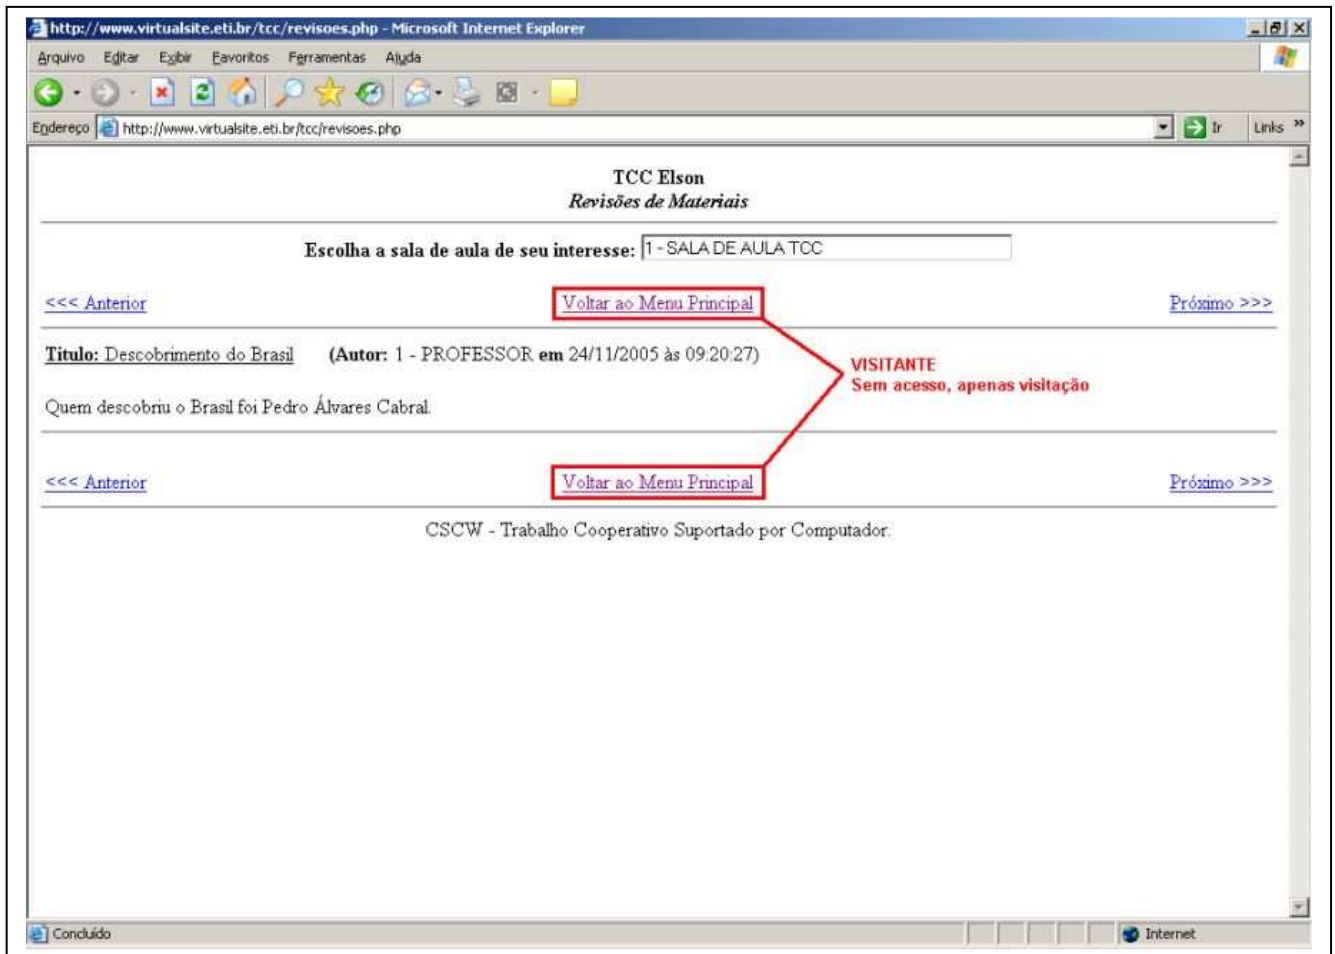 http://www.virtualsite.eti.br/tcc/revisoes.php - Microsoft Internet Explorer
Arquivo Editar Exibir Favoritos Ferramentas Ajuda
Endereço http://www.virtualsite.eti.br/tcc/revisoes.php Ir Links »
TCC Elson
Revisões de Materiais
Escolha a sala de aula de seu interesse: 1 - SALA DE AULA TCC
<<< Anterior Voltar ao Menu Principal Próximo >>>
Título: Descobrimento do Brasil (Autor: 1 - PROFESSOR em 24/11/2005 às 09:20:27)
VISITANTE
Sem acesso, apenas visitação
Quem descobriu o Brasil foi Pedro Álvares Cabral.
<<< Anterior Voltar ao Menu Principal Próximo >>>
CSCW - Trabalho Cooperativo Suportado por Computador.
Concluído Internet